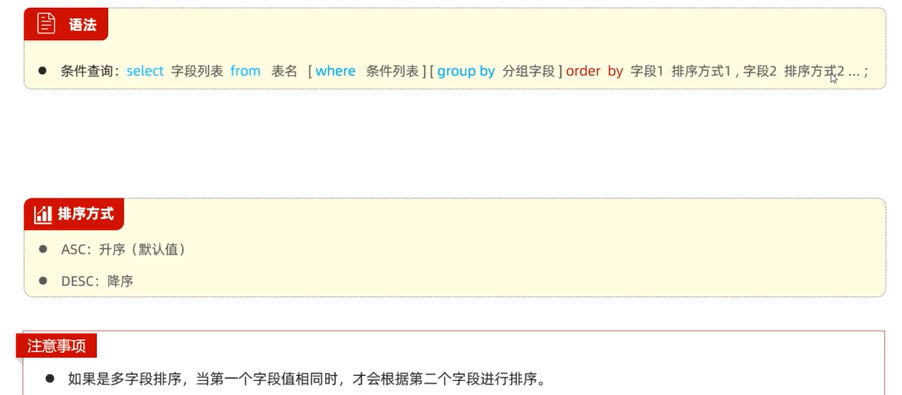 语法
● 条件查询：select 字段列表 from 表名 [ where 条件列表 ] [ group by 分组字段 ] order by 字段1 排序方式1 , 字段2 排序方式2 … ;
排序方式
● ASC：升序（默认值）
● DESC：降序
注意事项
● 如果是多字段排序，当第一个字段值相同时，才会根据第二个字段进行排序。